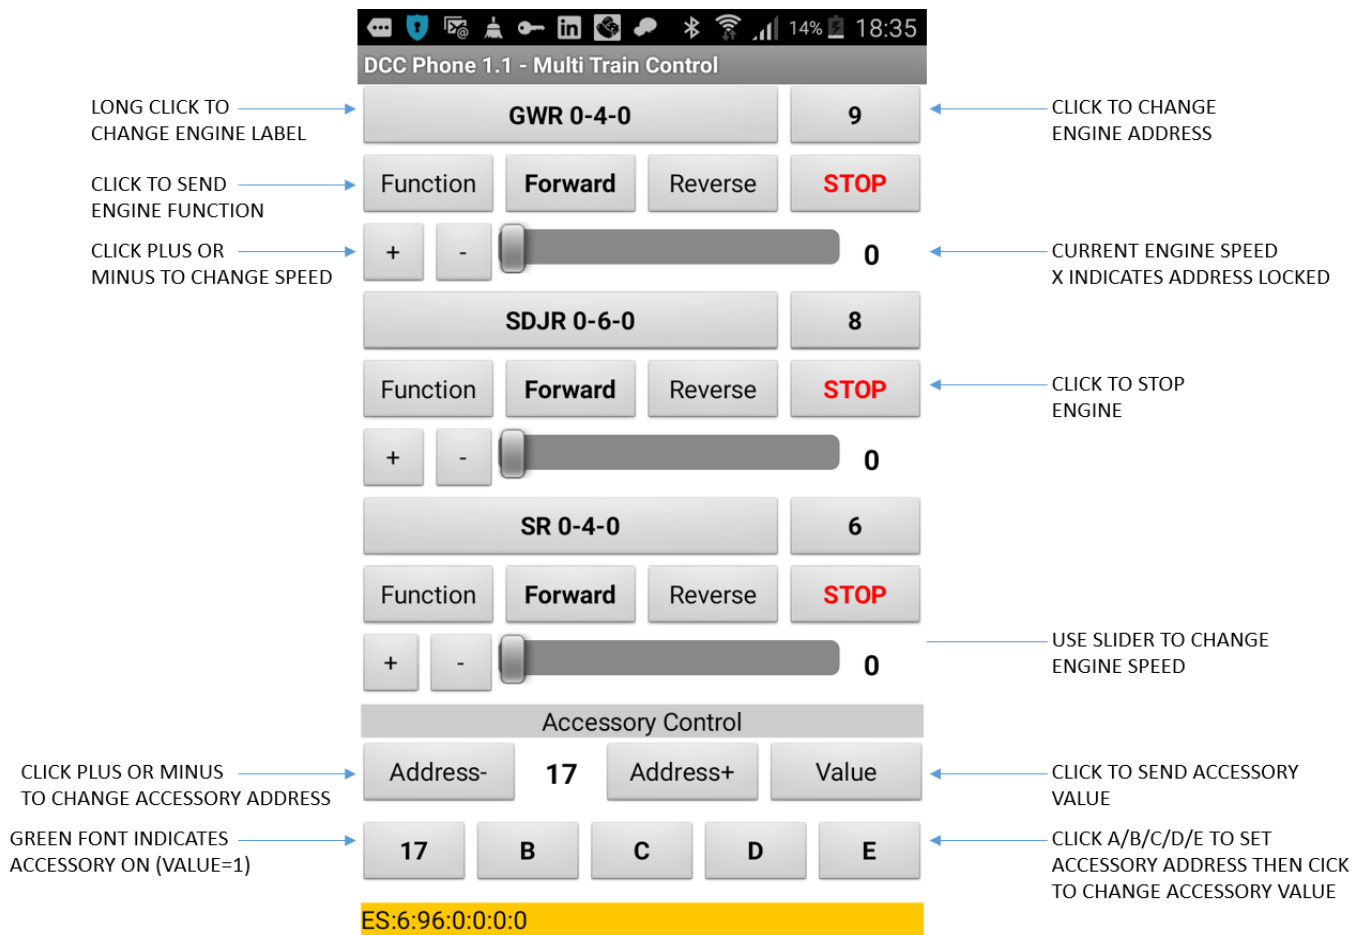 14% 18:35
DCC Phone 1.1 - Multi Train Control
LONG CLICK TO
CHANGE ENGINE LABEL
GWR 0-4-0 9
CLICK TO CHANGE
ENGINE ADDRESS
CLICK TO SEND
ENGINE FUNCTION
Function Forward Reverse STOP
CLICK PLUS OR
MINUS TO CHANGE SPEED
+ - 0
CURRENT ENGINE SPEED
X INDICATES ADDRESS LOCKED
SDJR 0-6-0 8
Function Forward Reverse STOP
CLICK TO STOP
ENGINE
+ - 0
SR 0-4-0 6
Function Forward Reverse STOP
+ - 0
USE SLIDER TO CHANGE
ENGINE SPEED
Accessory Control
CLICK PLUS OR MINUS
TO CHANGE ACCESSORY ADDRESS
Address- 17 Address+ Value
CLICK TO SEND ACCESSORY
VALUE
GREEN FONT INDICATES
ACCESSORY ON (VALUE=1)
17 B C D E
CLICK A/B/C/D/E TO SET
ACCESSORY ADDRESS THEN CICK
TO CHANGE ACCESSORY VALUE
ES:6:96:0:0:0:0